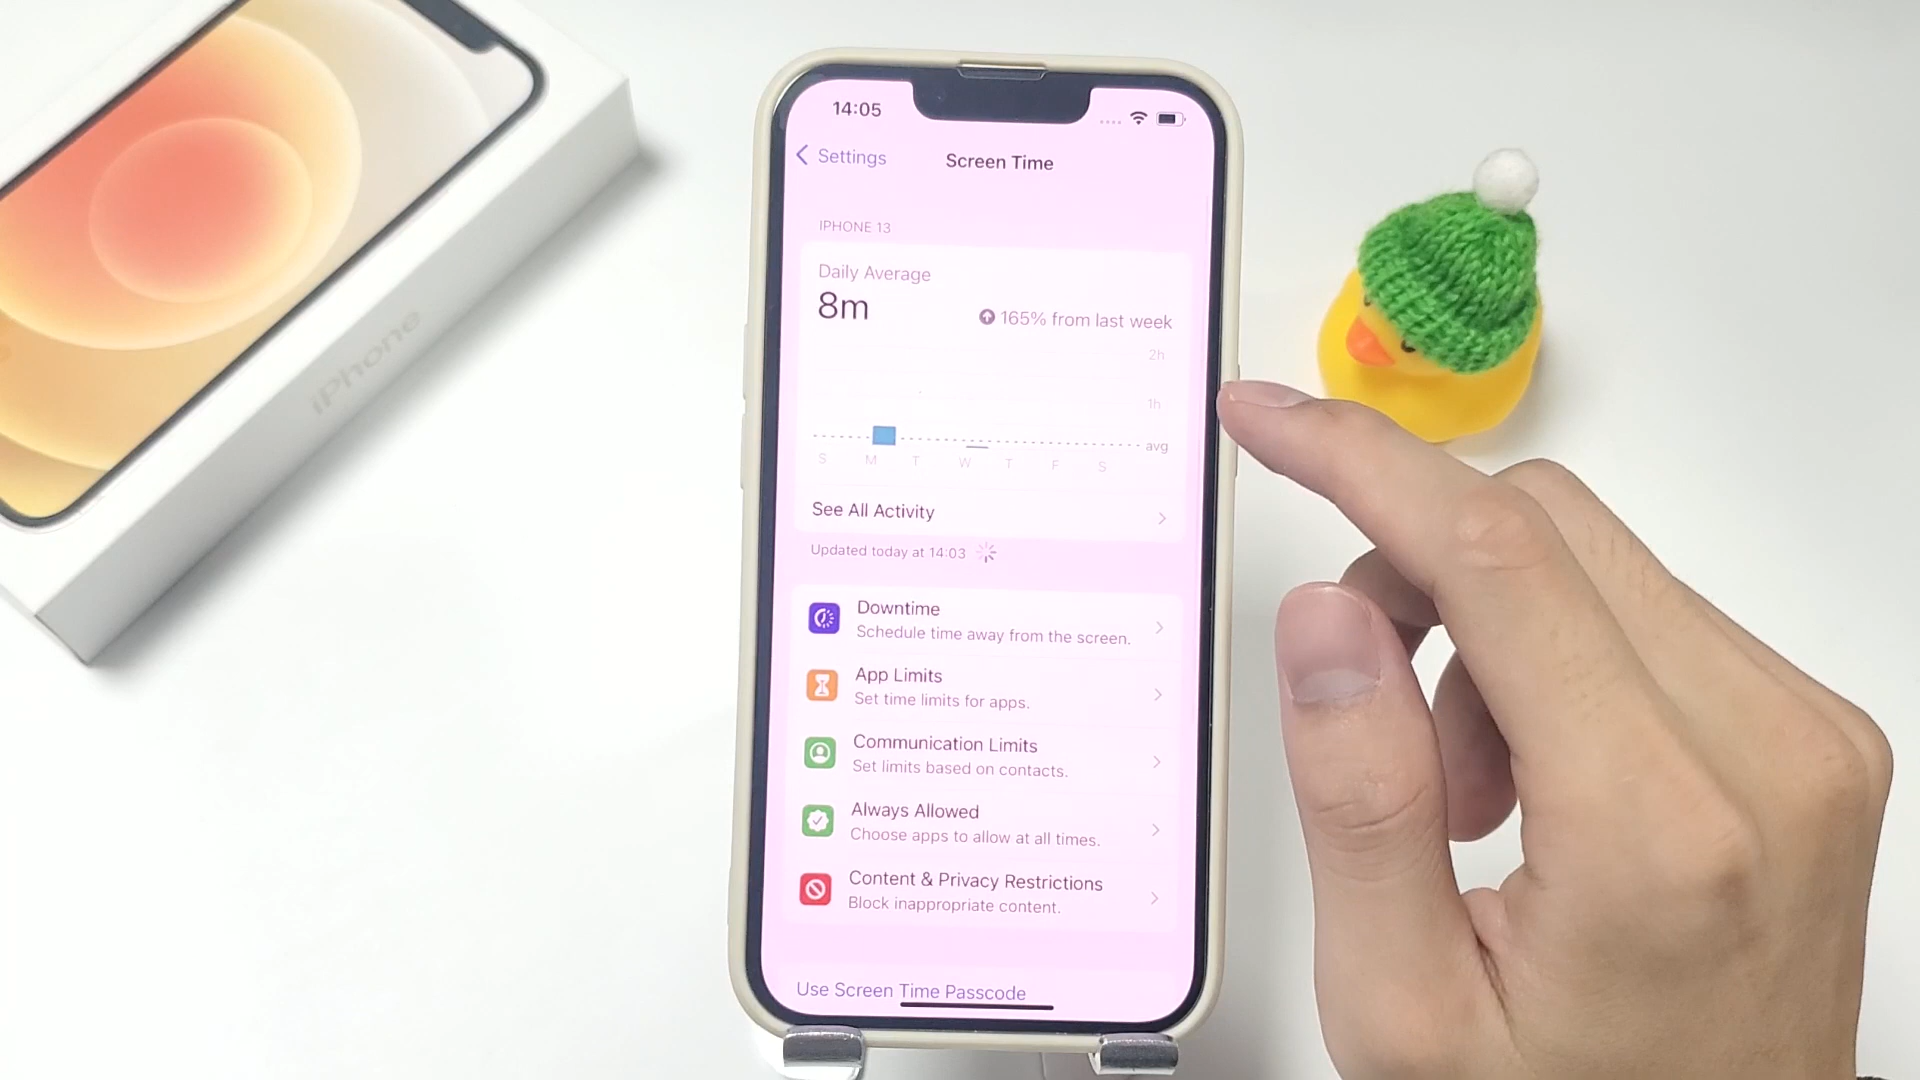 iPhone
14:05
Settings
Screen Time
IPHONE 13
Daily Average
8m
165% from last week
2h
1h
avg
S M T W T F S
See All Activity
Updated today at 14:03
Downtime
Schedule time away from the screen.
App Limits
Set time limits for apps.
Communication Limits
Set limits based on contacts.
Always Allowed
Choose apps to allow at all times.
Content & Privacy Restrictions
Block inappropriate content.
Use Screen Time Passcode